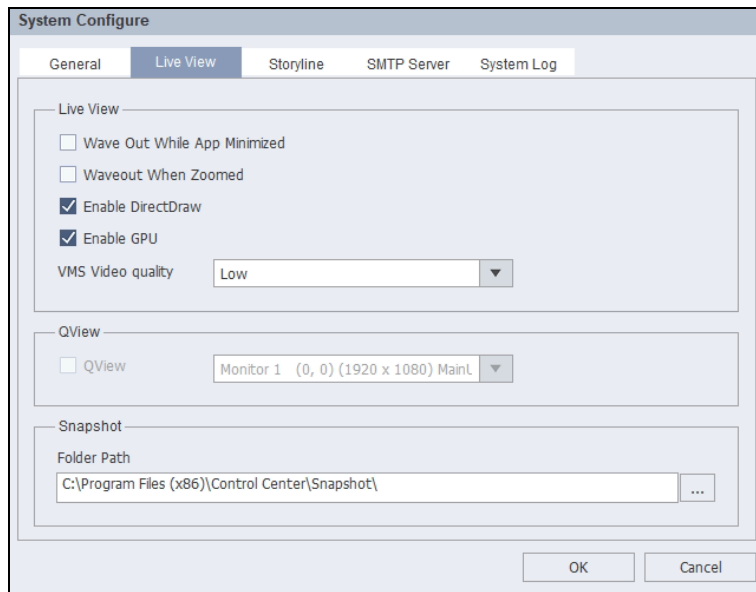 System Configure
General Live View Storyline SMTP Server System Log
Live View
Wave Out While App Minimized
Waveout When Zoomed
Enable DirectDraw
Enable GPU
VMS Video quality Low
QView
QView Monitor 1 (0, 0) (1920 x 1080) MainU
Snapshot
Folder Path
C:\Program Files (x86)\Control Center\Snapshot\
...
OK Cancel